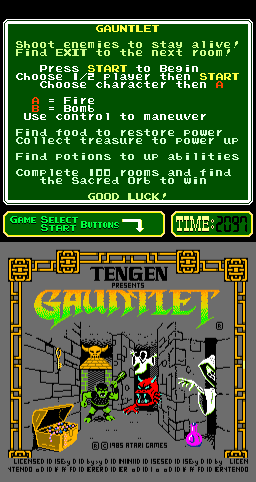 GAUNTLET
Shoot enemies to stay alive!
Find EXIT to the next room!
Press START to Begin
Choose 1/2 player then START
Choose character then A
A = Fire
B = Bomb
Use control to maneuver
Find food to restore power
Collect treasure to power up
Find potions to up abilities
Complete 100 rooms and find
the Sacred Orb to win
GOOD LUCK!
GAME SELECT
START BUTTONS
TIME: 2097
TENGEN
PRESENTS
GAUNTLET
®
© 1985 ATARI GAMES